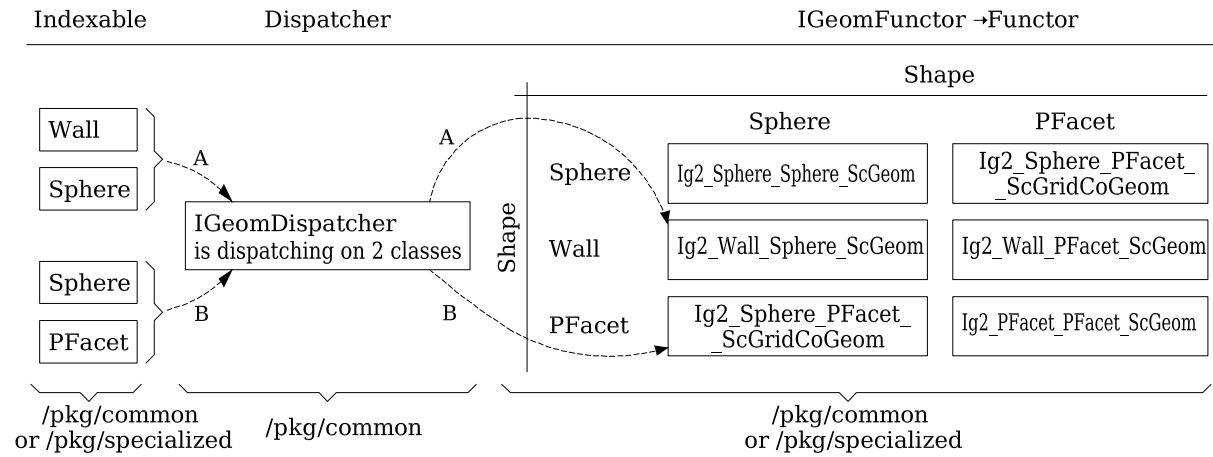 Indexable Dispatcher IGeomFunctor →Functor
Shape
Sphere PFacet
Wall
Sphere
A
A
Shape
IGeomDispatcher
is dispatching on 2 classes
Sphere
Ig2_Sphere_Sphere_ScGeom
Ig2_Sphere_PFacet_
_ScGridCoGeom
Wall
Ig2_Wall_Sphere_ScGeom
Ig2_Wall_PFacet_ScGeom
Sphere
PFacet
B
B
PFacet
Ig2_Sphere_PFacet_
_ScGridCoGeom
Ig2_PFacet_PFacet_ScGeom
/pkg/common
or /pkg/specialized
/pkg/common
/pkg/common
or /pkg/specialized